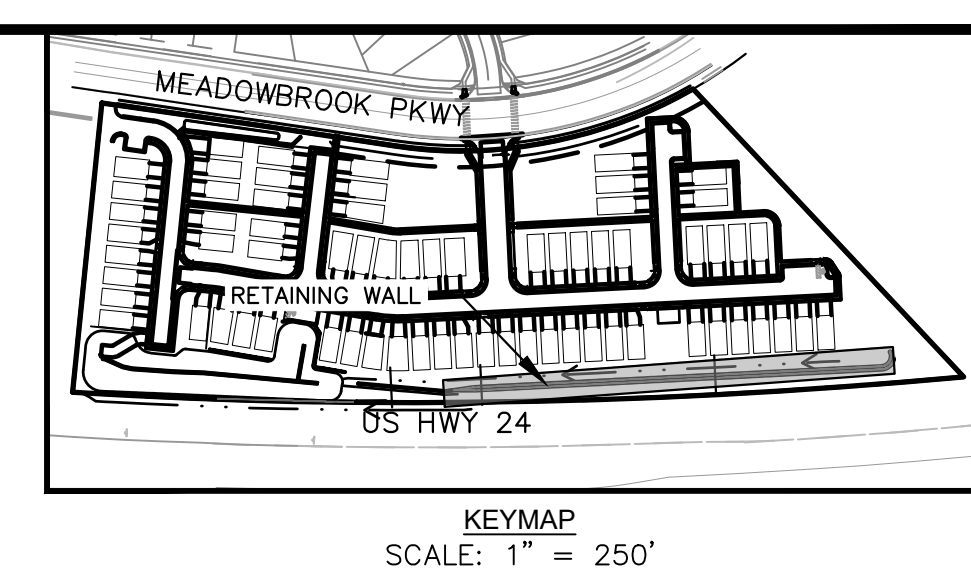 MEADOWBROOK PKWY
RETAINING WALL
US HWY 24
KEYMAP
SCALE: 1" = 250'